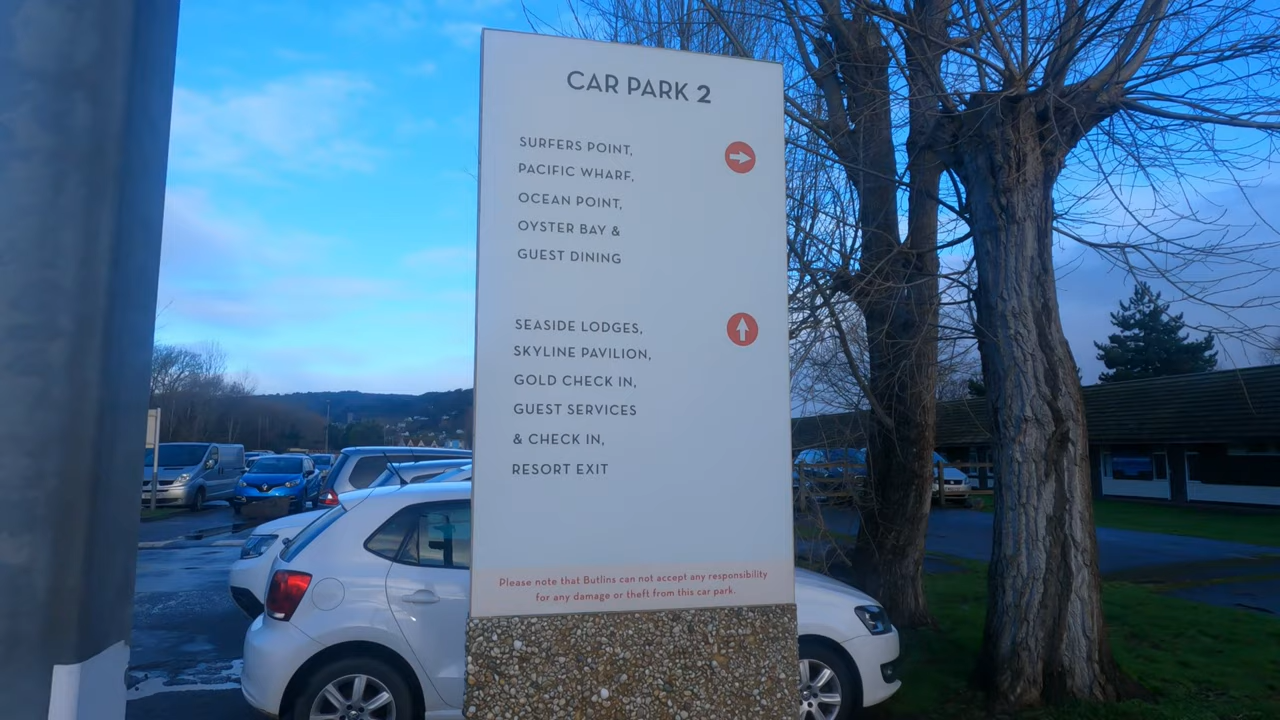 CAR PARK 2
SURFERS POINT,
PACIFIC WHARF,
OCEAN POINT,
OYSTER BAY &
GUEST DINING
SEASIDE LODGES,
SKYLINE PAVILION,
GOLD CHECK IN,
GUEST SERVICES
& CHECK IN,
RESORT EXIT
Please note that Butlins can not accept any responsibility
for any damage or theft from this car park.